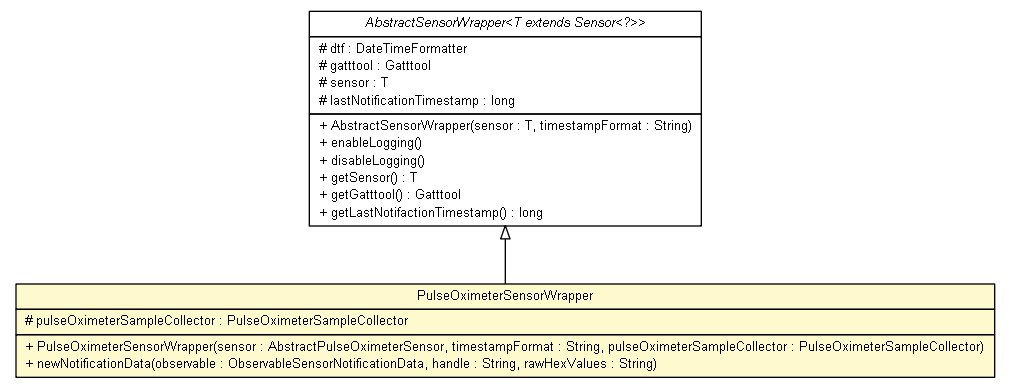 AbstractSensorWrapper<T extends Sensor<?>>
# dtf : DateTimeFormatter
# gatttool : Gatttool
# sensor : T
# lastNotificationTimestamp : long
+ AbstractSensorWrapper(sensor : T, timestampFormat : String)
+ enableLogging()
+ disableLogging()
+ getSensor() : T
+ getGatttool() : Gatttool
+ getLastNotifactionTimestamp() : long
PulseOximeterSensorWrapper
# pulseOximeterSampleCollector : PulseOximeterSampleCollector
+ PulseOximeterSensorWrapper(sensor : AbstractPulseOximeterSensor, timestampFormat : String, pulseOximeterSampleCollector : PulseOximeterSampleCollector)
+ newNotificationData(observable : ObservableSensorNotificationData, handle : String, rawHexValues : String)